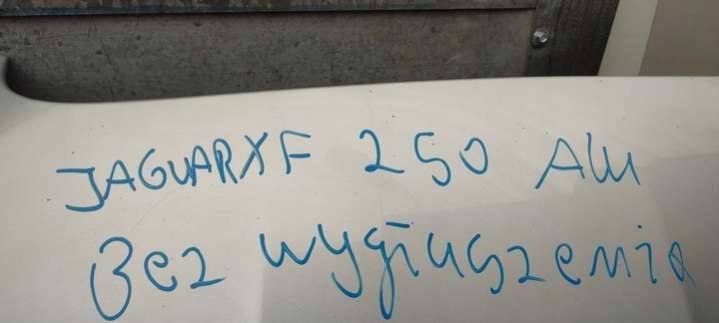 JAGUAR XF 250 Alu
Bez wygłuszenia